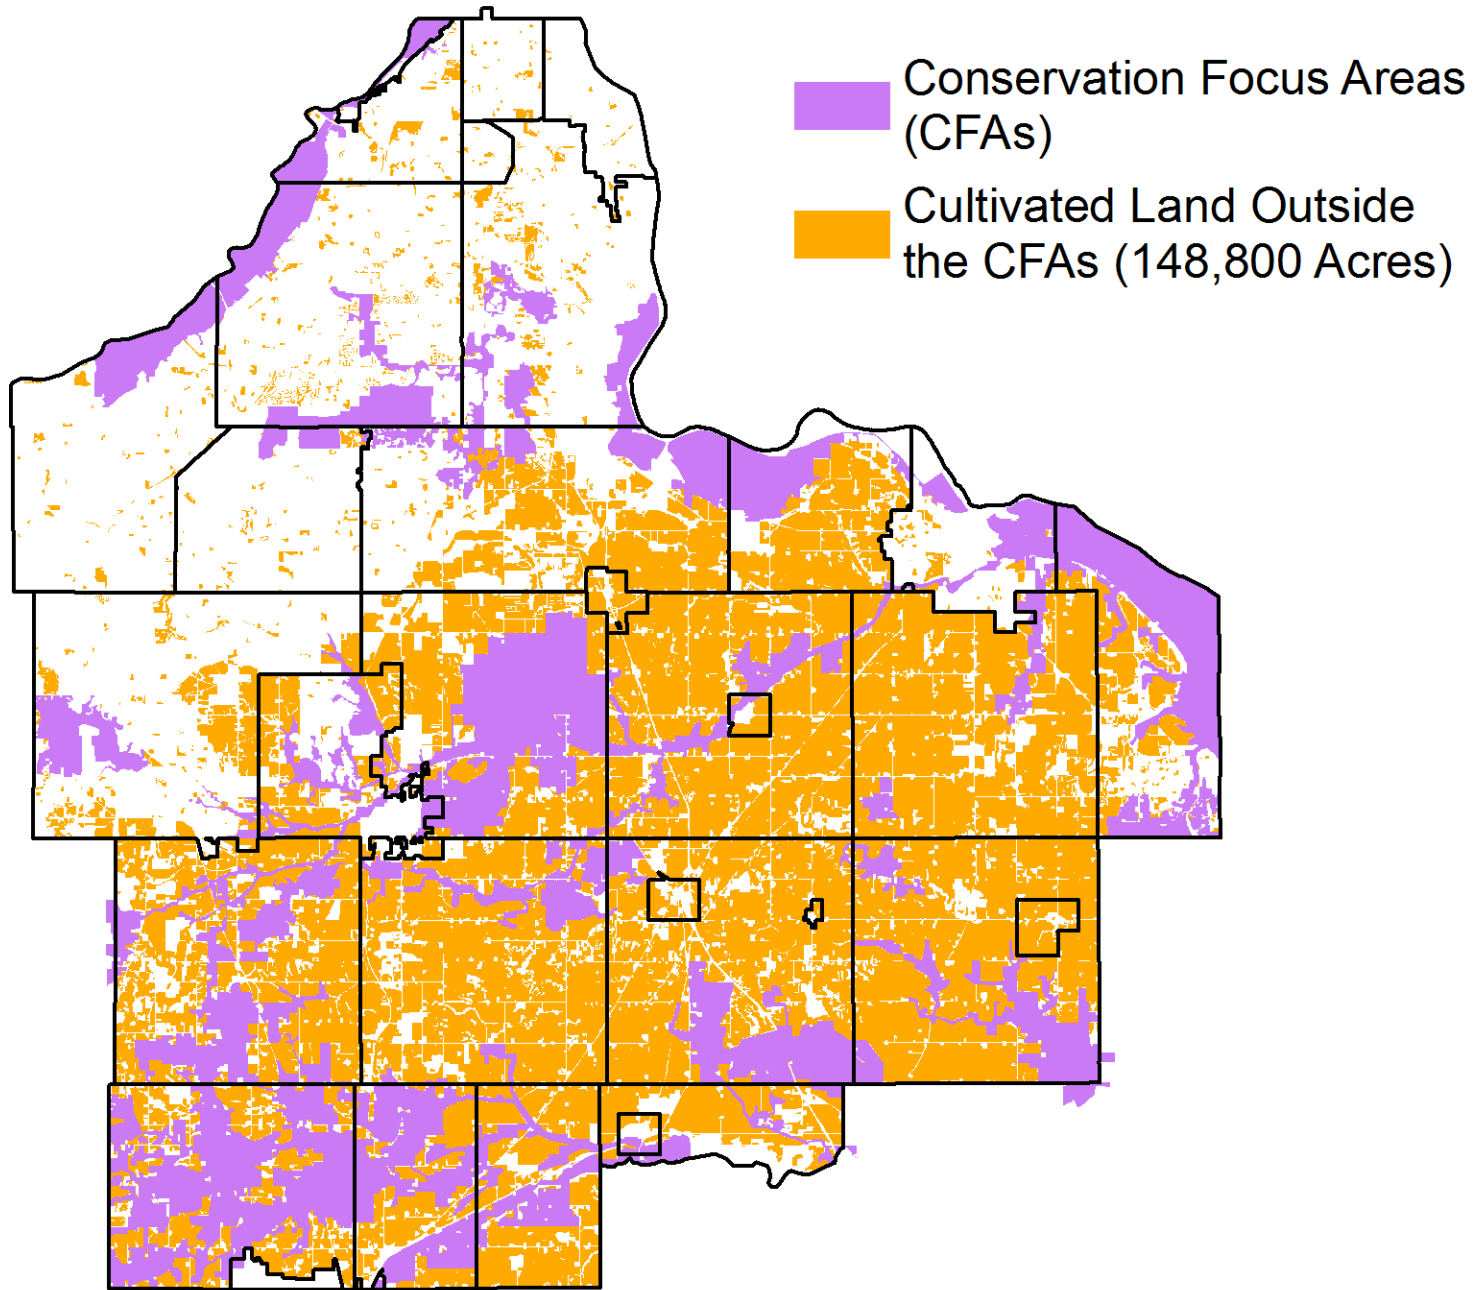 Conservation Focus Areas
(CFAs)
Cultivated Land Outside
the CFAs (148,800 Acres)